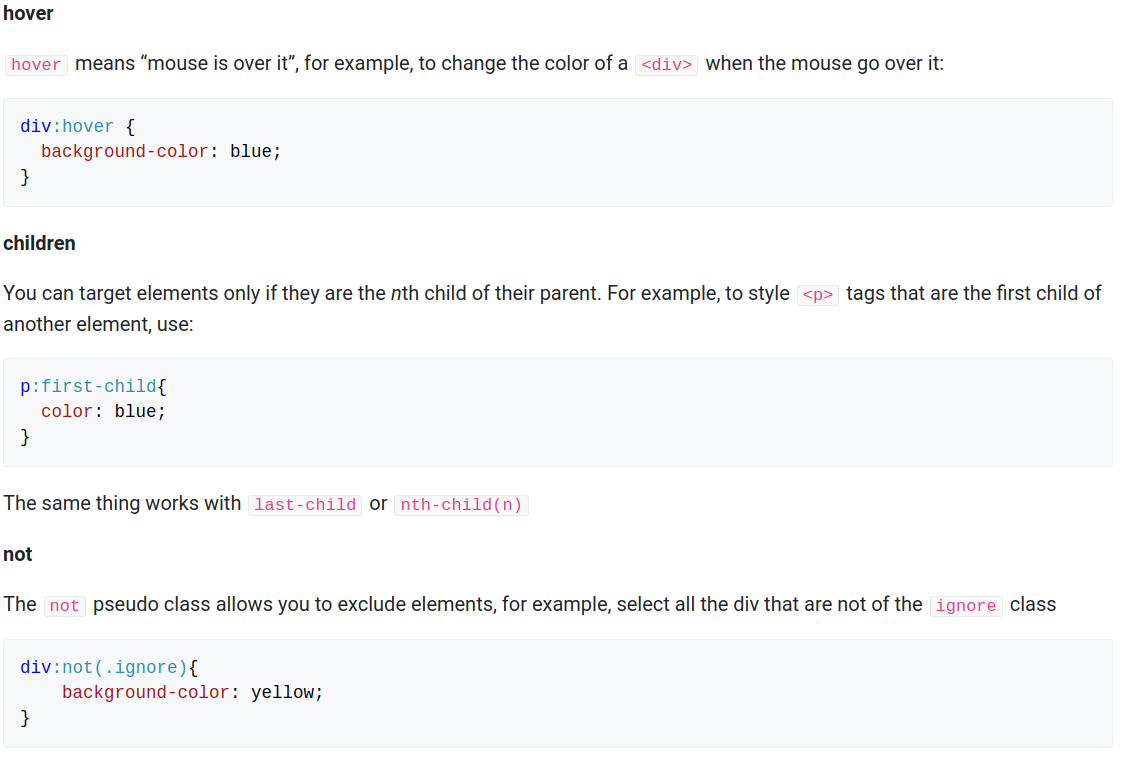 hover
hover means “mouse is over it”, for example, to change the color of a <div> when the mouse go over it:
div:hover {
  background-color: blue;
}
children
You can target elements only if they are the nth child of their parent. For example, to style <p> tags that are the first child of
another element, use:
p:first-child{
  color: blue;
}
The same thing works with last-child or nth-child(n)
not
The not pseudo class allows you to exclude elements, for example, select all the div that are not of the ignore class
div:not(.ignore){
    background-color: yellow;
}